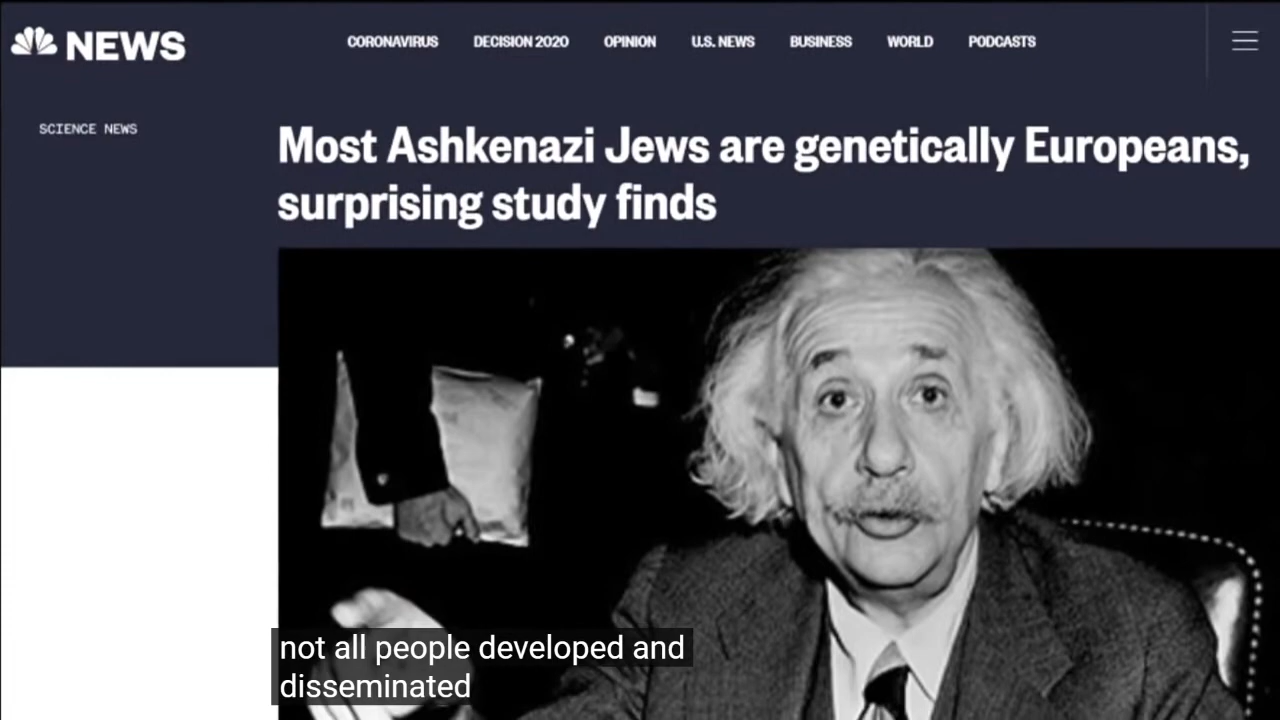 NEWS
CORONAVIRUS DECISION 2020 OPINION U.S. NEWS BUSINESS WORLD PODCASTS
SCIENCE NEWS
Most Ashkenazi Jews are genetically Europeans,
surprising study finds
not all people developed and
disseminated